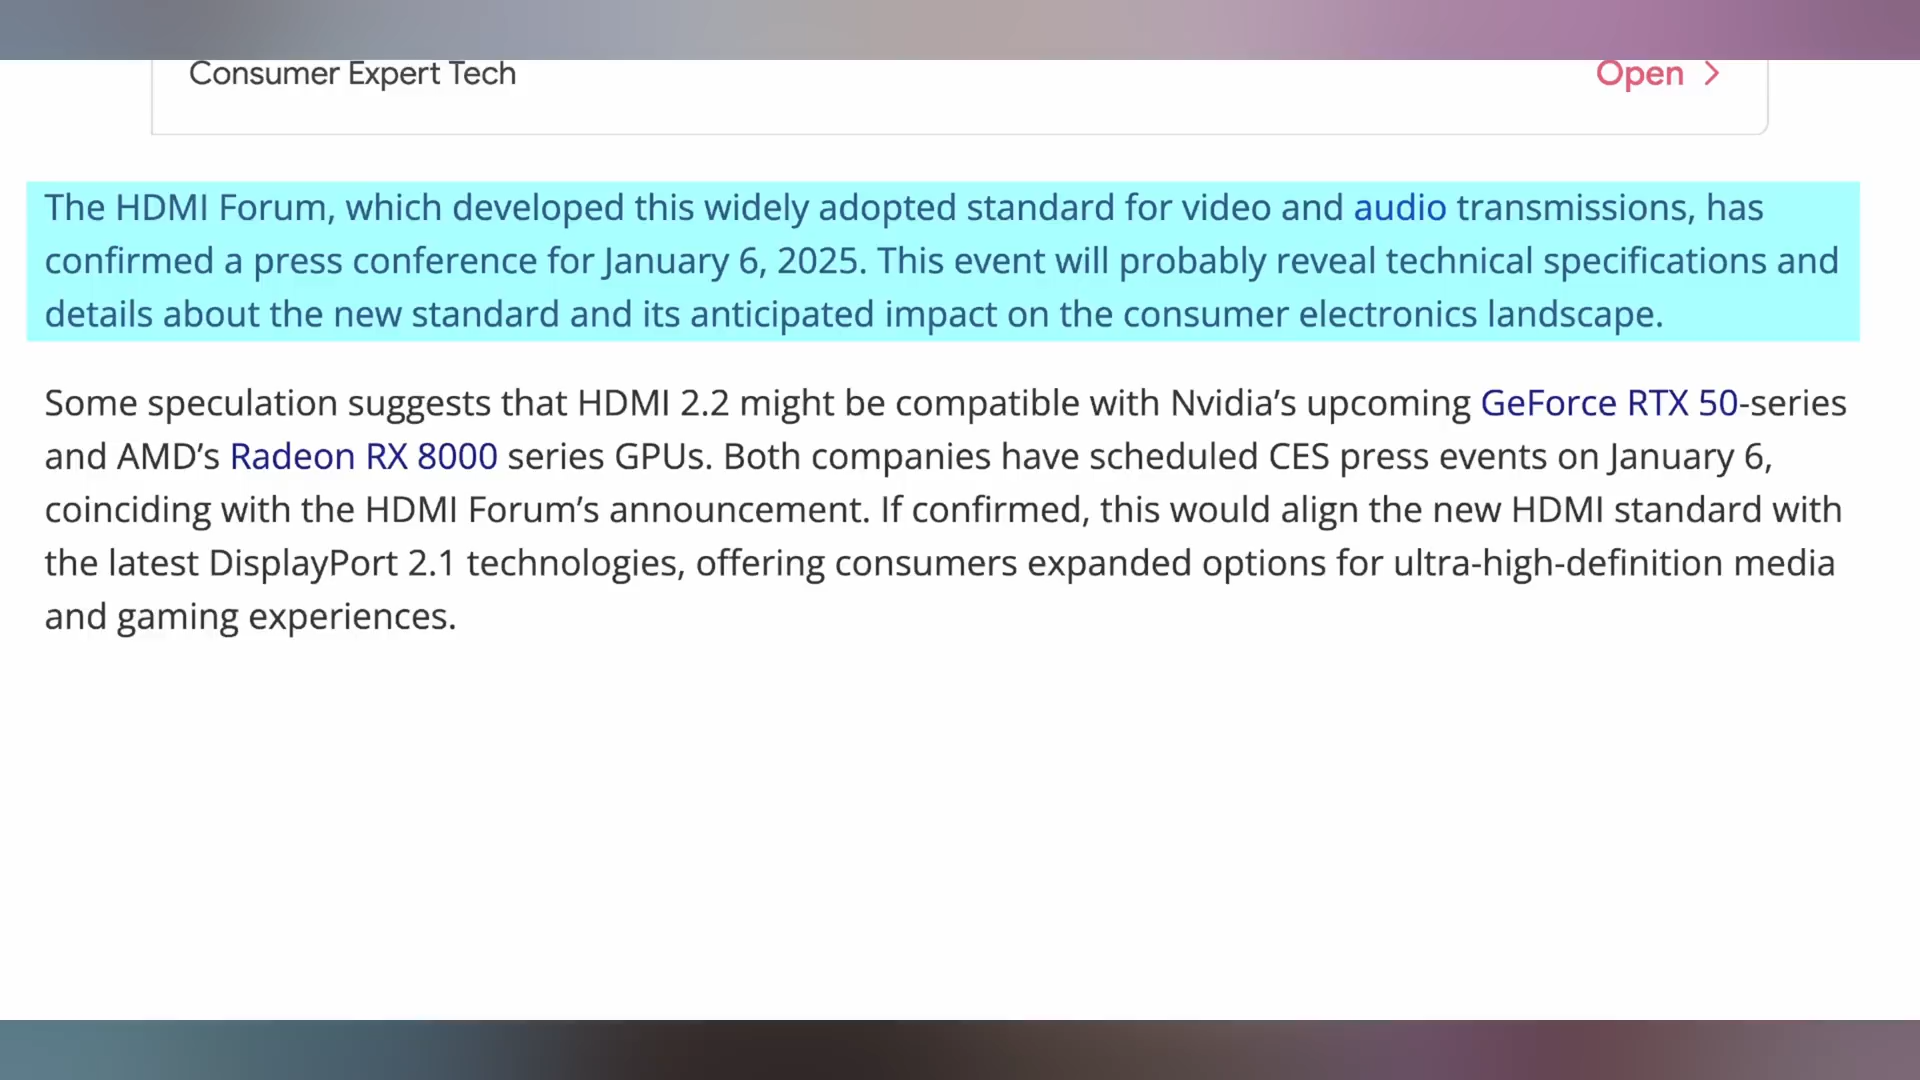 Consumer Expert Tech
Open
The HDMI Forum, which developed this widely adopted standard for video and audio transmissions, has
confirmed a press conference for January 6, 2025. This event will probably reveal technical specifications and
details about the new standard and its anticipated impact on the consumer electronics landscape.
Some speculation suggests that HDMI 2.2 might be compatible with Nvidia’s upcoming GeForce RTX 50-series
and AMD’s Radeon RX 8000 series GPUs. Both companies have scheduled CES press events on January 6,
coinciding with the HDMI Forum’s announcement. If confirmed, this would align the new HDMI standard with
the latest DisplayPort 2.1 technologies, offering consumers expanded options for ultra-high-definition media
and gaming experiences.